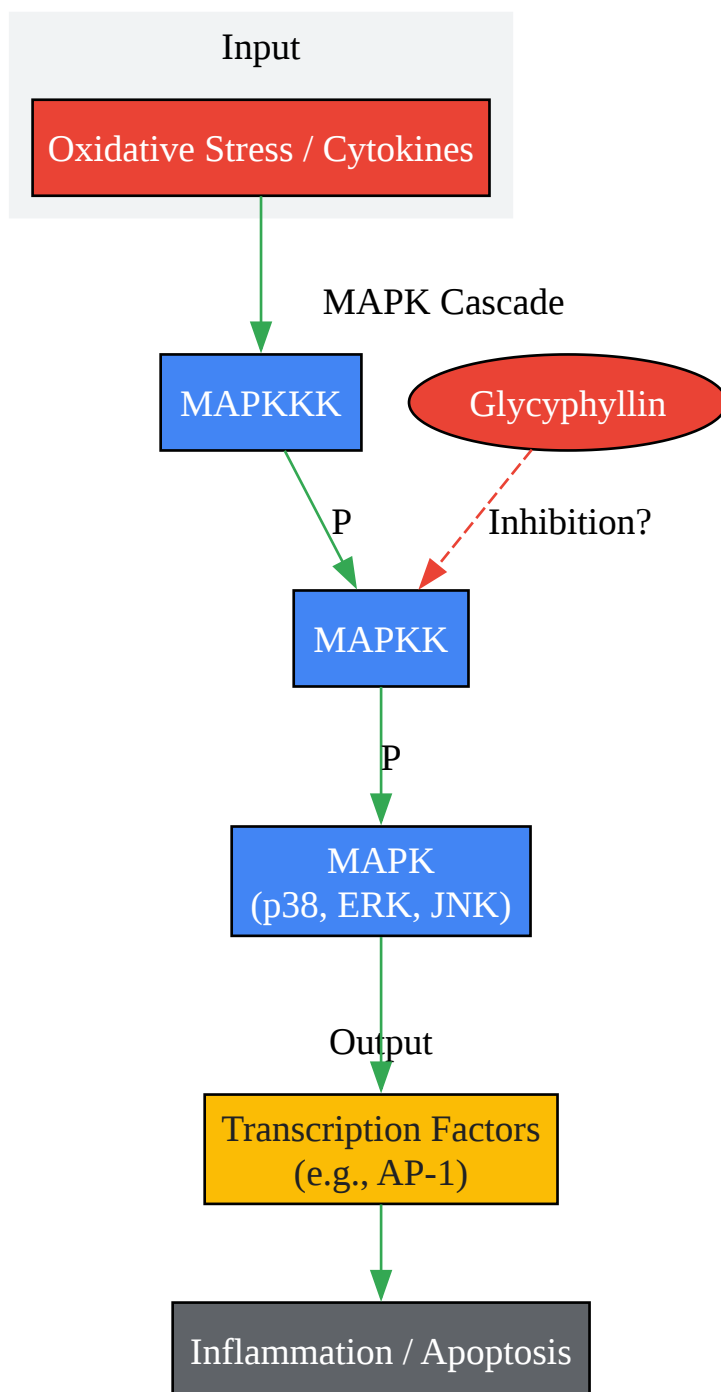 Input
Oxidative Stress / Cytokines
MAPK Cascade
MAPKKK
Glycyphyllin
P
Inhibition?
MAPKK
P
MAPK
(p38, ERK, JNK)
Output
Transcription Factors
(e.g., AP-1)
Inflammation / Apoptosis